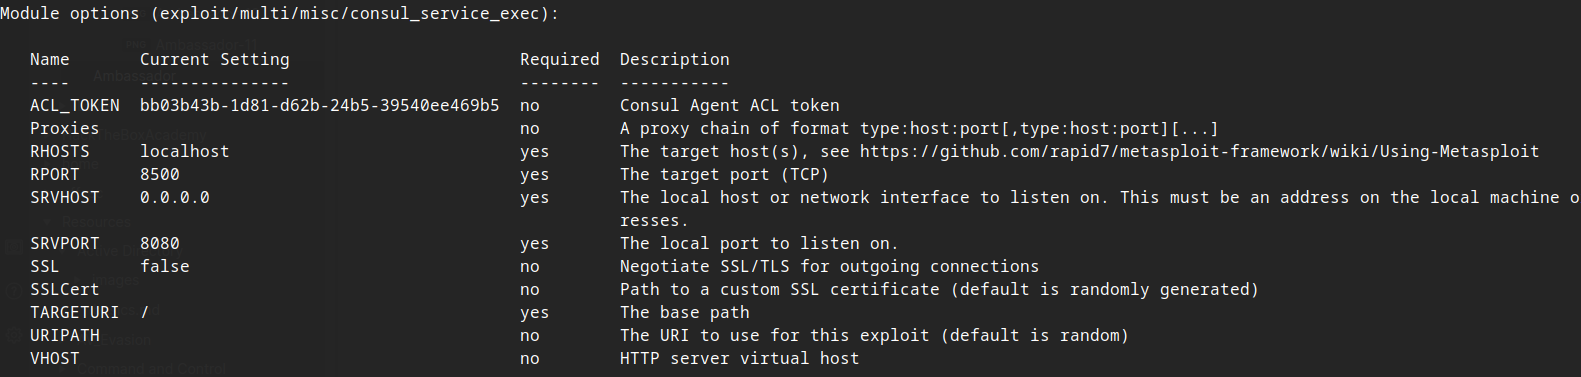 Module options (exploit/multi/misc/consul_service_exec):
Name Current Setting Required Description
---- --------------- -------- -----------
ACL_TOKEN bb03b43b-1d81-d62b-24b5-39540ee469b5 no Consul Agent ACL token
Proxies no A proxy chain of format type:host:port[,type:host:port][...]
RHOSTS localhost yes The target host(s), see https://github.com/rapid7/metasploit-framework/wiki/Using-Metasploit
RPORT 8500 yes The target port (TCP)
SRVHOST 0.0.0.0 yes The local host or network interface to listen on. This must be an address on the local machine o
resses.
SRVPORT 8080 yes The local port to listen on.
SSL false no Negotiate SSL/TLS for outgoing connections
SSLCert no Path to a custom SSL certificate (default is randomly generated)
TARGETURI / yes The base path
URIPATH no The URI to use for this exploit (default is random)
VHOST no HTTP server virtual host
Ambassador
TheBoxAcademy
Resources
Command and Control